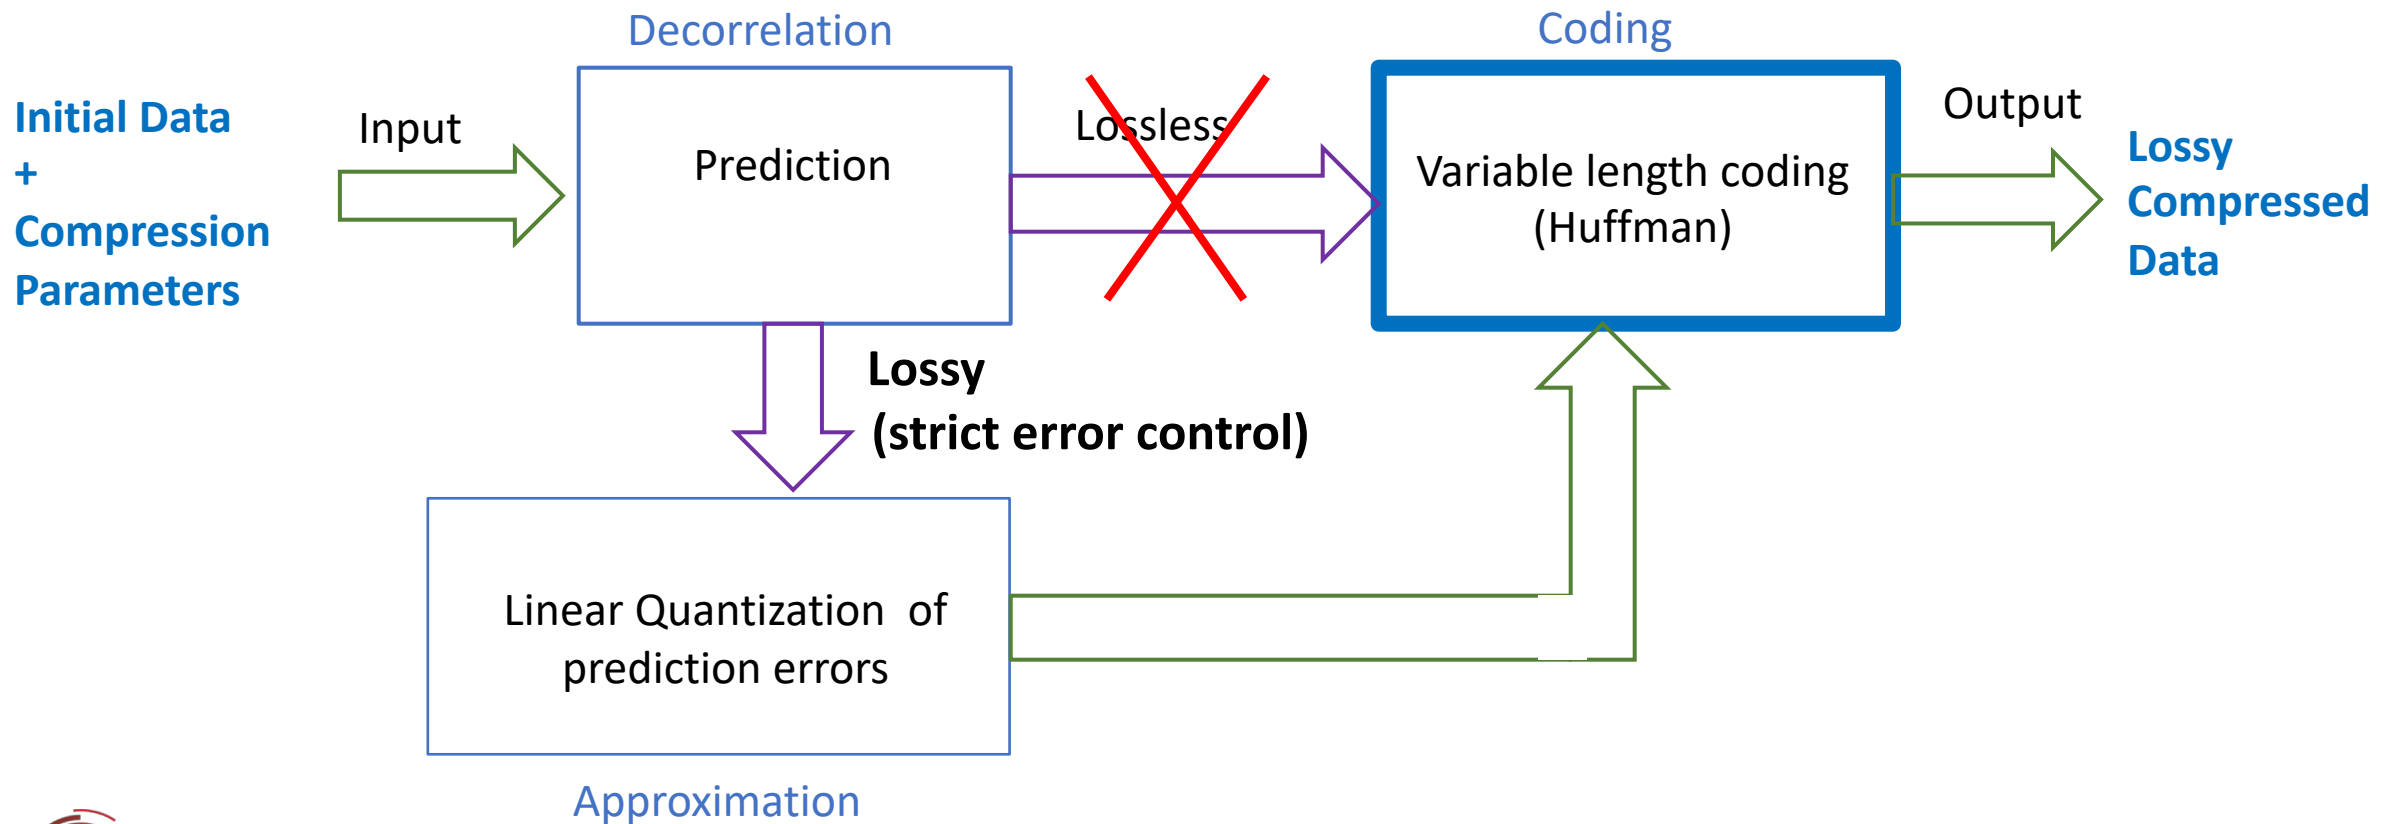 Decorrelation
Coding
Initial Data
+
Compression
Parameters
Input
Prediction
Lossless
Variable length coding
(Huffman)
Output
Lossy
Compressed
Data
Lossy
(strict error control)
Linear Quantization of
prediction errors
Approximation